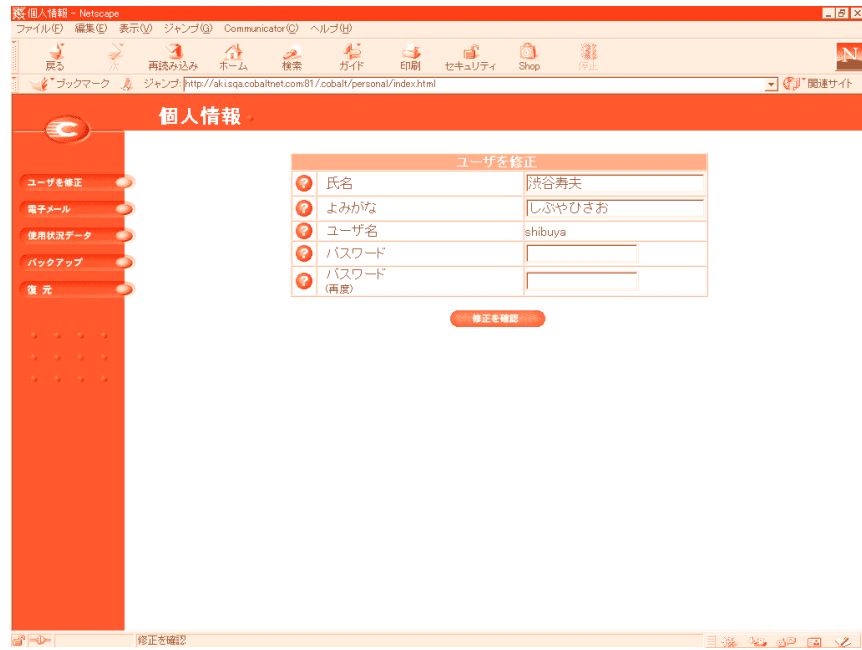 個人情報 - Netscape
ファイル(F) 編集(E) 表示(V) ジャンプ(G) Communicator(C) ヘルプ(H)
戻る 次 再読み込み ホーム 検索 ガイド 印刷 セキュリティ Shop 停止
ブックマーク ジャンプ: http://aki.sqa.cobaltnet.com:81/.cobalt/personal/index.html 関連サイト
個人情報
ユーザを修正
電子メール
使用状況データ
バックアップ
復元
ユーザを修正
氏名 渋谷寿夫
よみがな しぶやひさお
ユーザ名 shibuya
パスワード
パスワード
(再度)
修正を確認
修正を確認